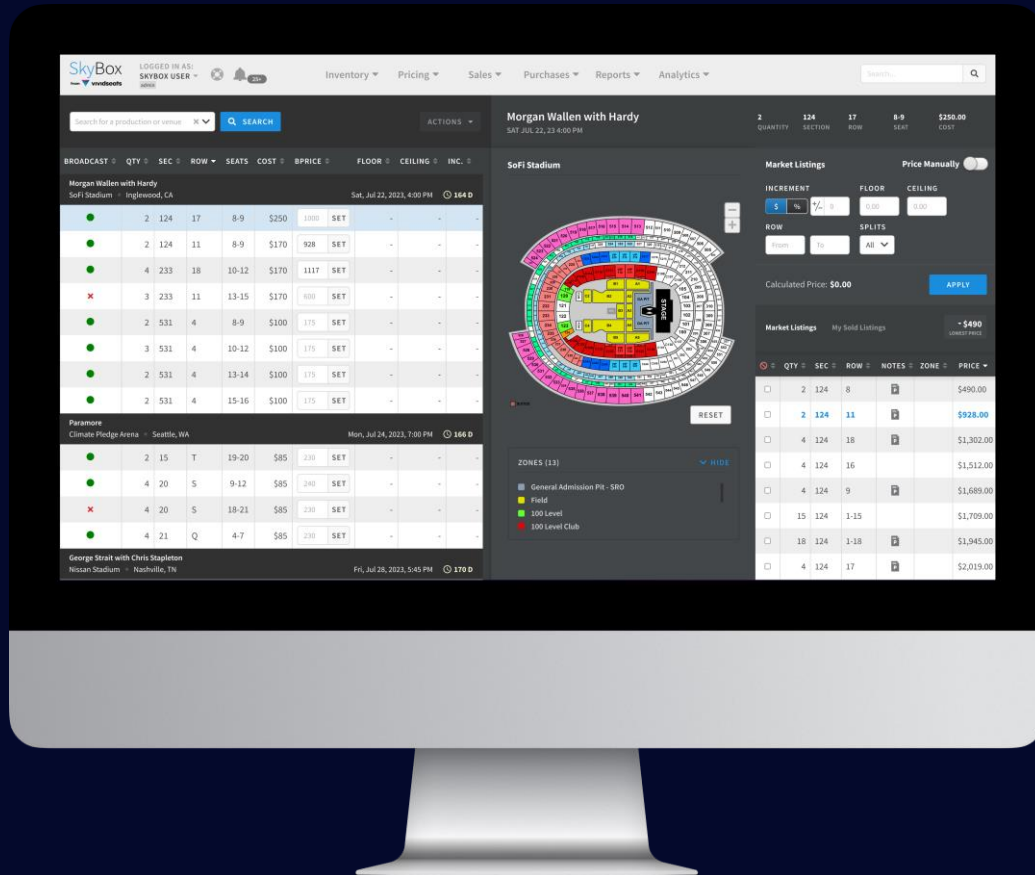 SkyBox
vividseats
LOGGED IN AS:
SKYBOX USER
admin
25+
Inventory
Pricing
Sales
Purchases
Reports
Analytics
Search...
Search for a production or venue
SEARCH
ACTIONS
BROADCAST QTY SEC ROW SEATS COST BPRICE FLOOR CEILING INC.
Morgan Wallen with Hardy
SoFi Stadium Inglewood, CA Sat, Jul 22, 2023, 4:00 PM 164 D
2 124 17 8-9 $250 1000 SET - - -
2 124 11 8-9 $170 928 SET - - -
4 233 18 10-12 $170 1117 SET - - -
3 233 11 13-15 $170 600 SET - - -
2 531 4 8-9 $100 175 SET - - -
3 531 4 10-12 $100 175 SET - - -
2 531 4 13-14 $100 175 SET - - -
2 531 4 15-16 $100 175 SET - - -
Paramore
Climate Pledge Arena Seattle, WA Mon, Jul 24, 2023, 7:00 PM 166 D
2 15 T 19-20 $85 230 SET - - -
4 20 S 9-12 $85 240 SET - - -
4 20 S 18-21 $85 230 SET - - -
4 21 Q 4-7 $85 230 SET - - -
George Strait with Chris Stapleton
Nissan Stadium Nashville, TN Fri, Jul 28, 2023, 5:45 PM 170 D
Morgan Wallen with Hardy
SAT JUL 22, 23 4:00 PM
2 124 17 8-9 $250.00
QUANTITY SECTION ROW SEAT COST
SoFi Stadium
STAGE
RESET
ZONES (13) HIDE
General Admission Pit - SRO
Field
100 Level
100 Level Club
Market Listings Price Manually
INCREMENT FLOOR CEILING
$ % +/- 0 0.00 0.00
ROW SPLITS
From To All
Calculated Price: $0.00 APPLY
Market Listings My Sold Listings
~$490
LOWEST PRICE
QTY SEC ROW NOTES ZONE PRICE
2 124 8 $490.00
2 124 11 $928.00
4 124 18 $1,302.00
4 124 16 $1,512.00
4 124 9 $1,689.00
15 124 1-15 $1,709.00
18 124 1-18 $1,945.00
4 124 17 $2,019.00